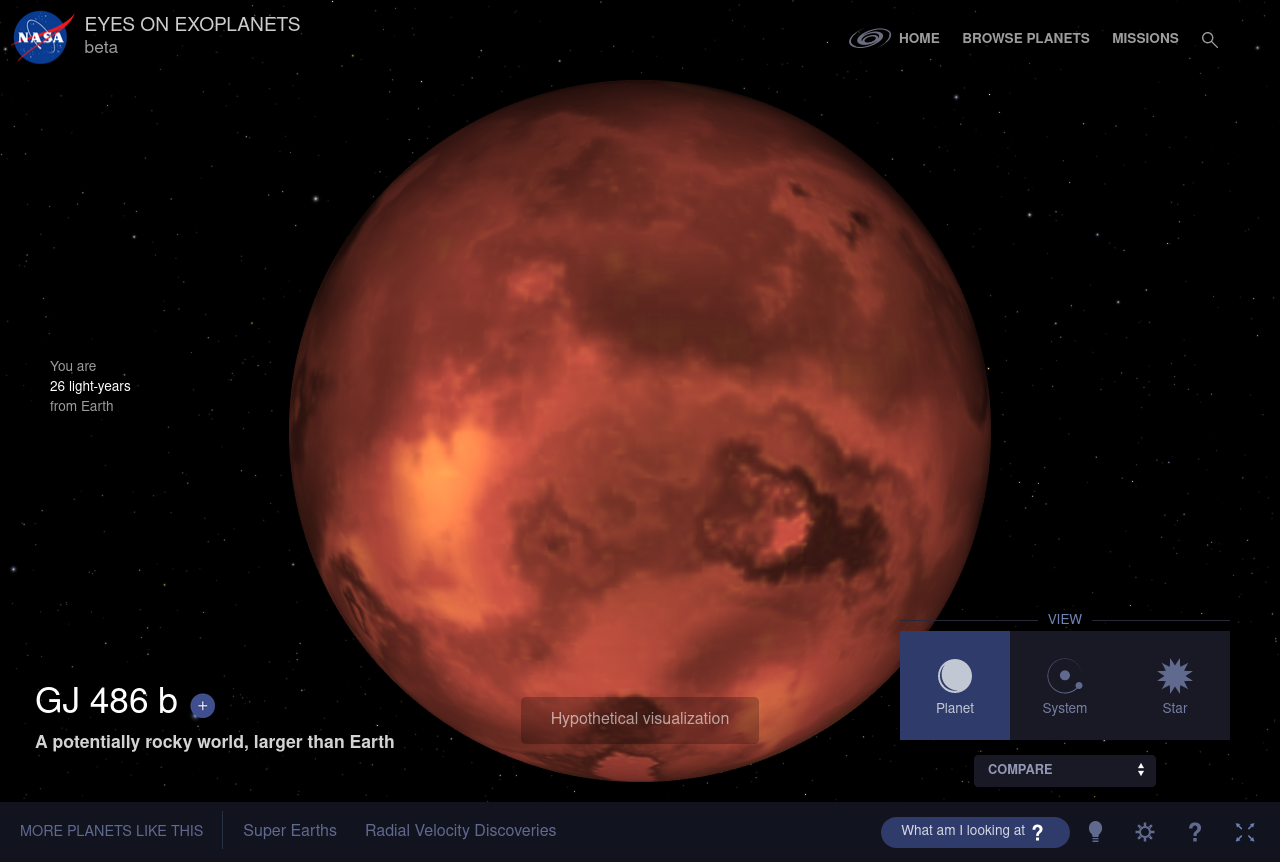 NASA
EYES ON EXOPLANETS
beta
HOME
BROWSE PLANETS
MISSIONS
You are
26 light-years
from Earth
GJ 486 b +
A potentially rocky world, larger than Earth
Hypothetical visualization
VIEW
Planet
System
Star
COMPARE
MORE PLANETS LIKE THIS
Super Earths
Radial Velocity Discoveries
What am I looking at ?
?